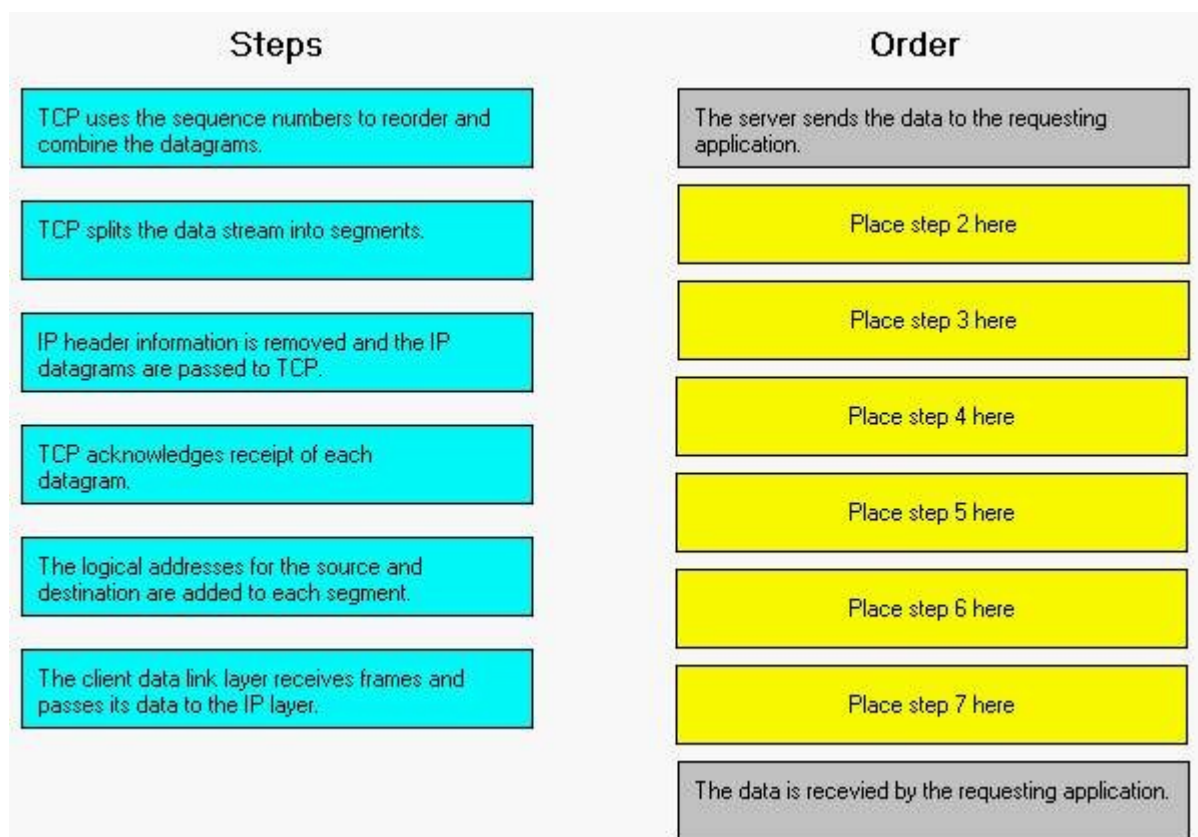 Steps
TCP uses the sequence numbers to reorder and
combine the datagrams.
TCP splits the data stream into segments.
IP header information is removed and the IP
datagrams are passed to TCP.
TCP acknowledges receipt of each
datagram.
The logical addresses for the source and
destination are added to each segment.
The client data link layer receives frames and
passes its data to the IP layer.
Order
The server sends the data to the requesting
application.
Place step 2 here
Place step 3 here
Place step 4 here
Place step 5 here
Place step 6 here
Place step 7 here
The data is recevied by the requesting application.